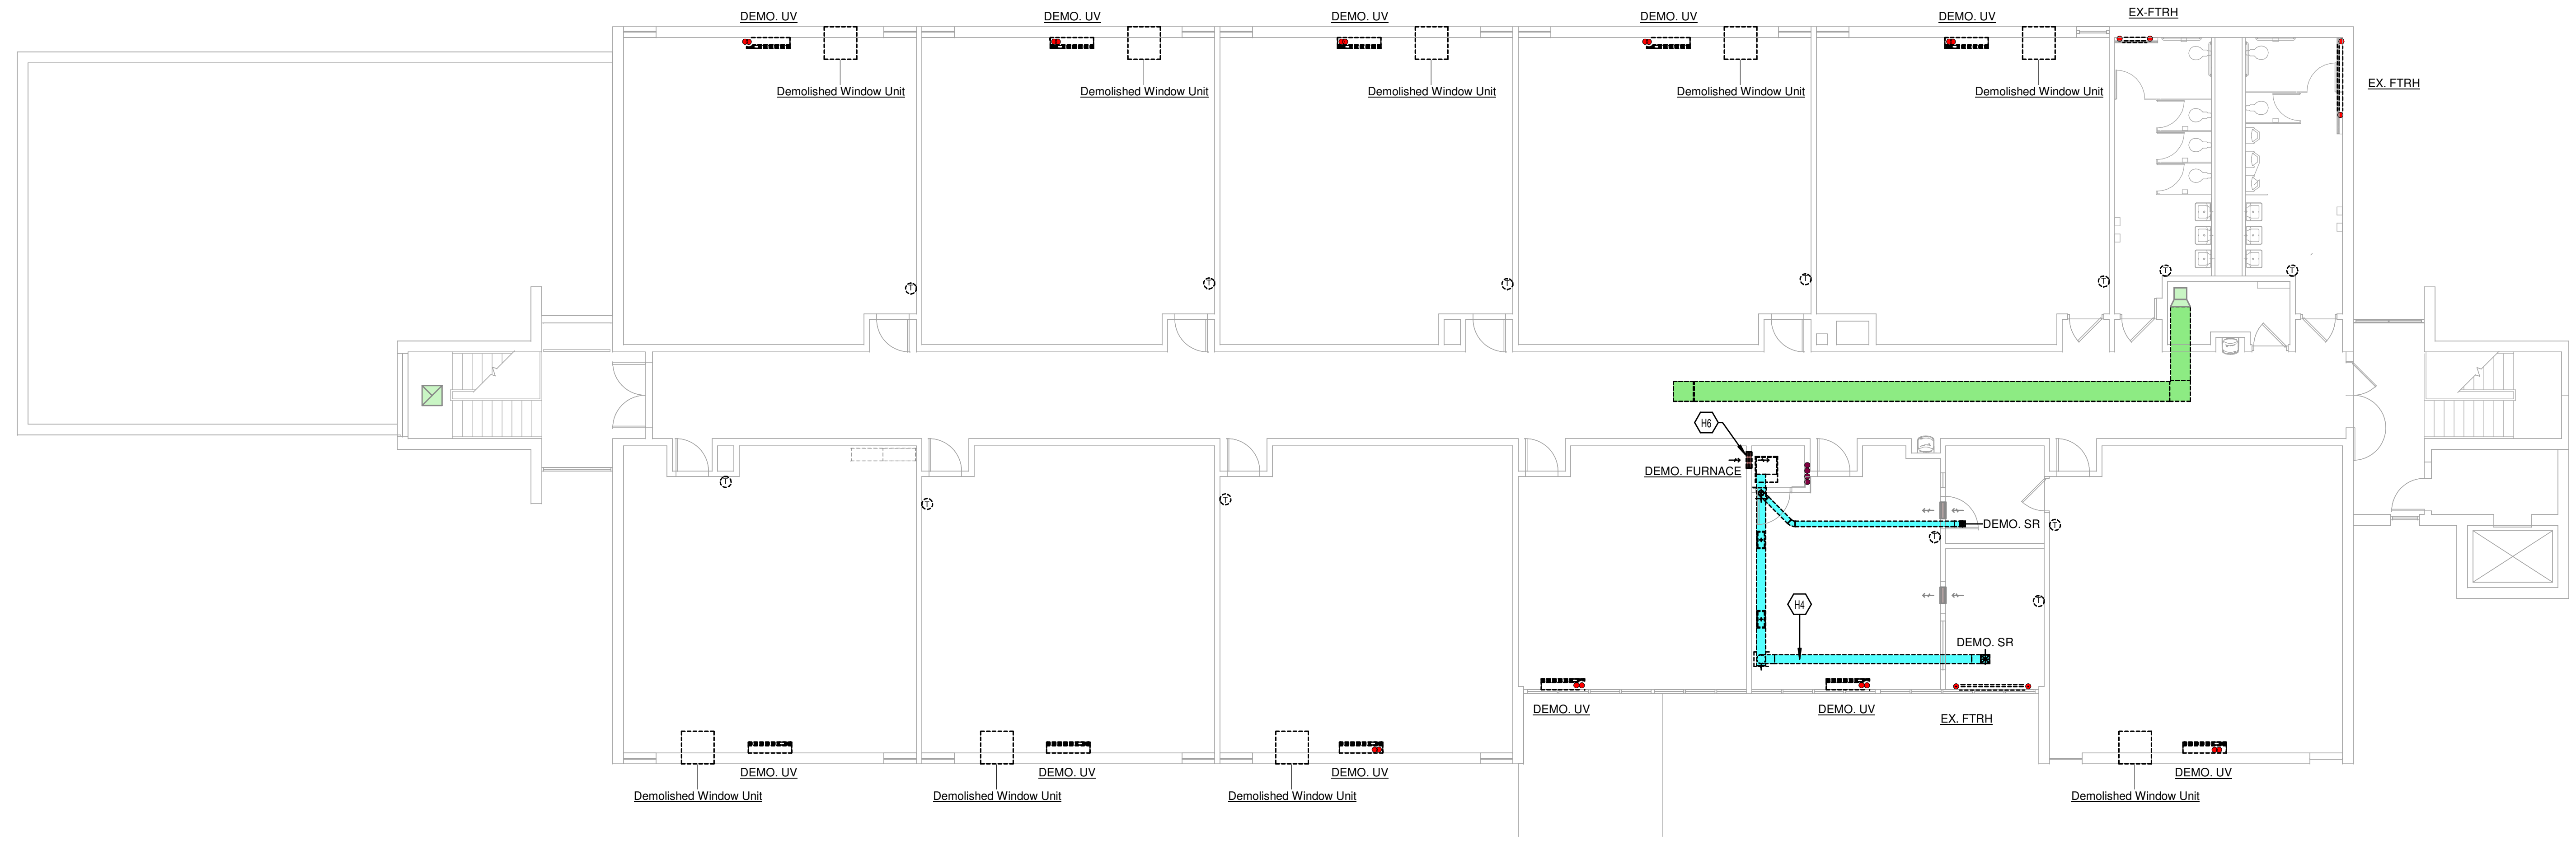 DEMO. UV
DEMO. UV
DEMO. UV
DEMO. UV
DEMO. UV
EX-FTRH
Demolished Window Unit
Demolished Window Unit
Demolished Window Unit
Demolished Window Unit
Demolished Window Unit
EX. FTRH
T
T
T
T
T
T
T
H6
DEMO. FURNACE
T
T
T
DEMO. SR
T
T
H4
T
DEMO. SR
DEMO. UV
DEMO. UV
EX. FTRH
DEMO. UV
DEMO. UV
DEMO. UV
DEMO. UV
Demolished Window Unit
Demolished Window Unit
Demolished Window Unit
Demolished Window Unit